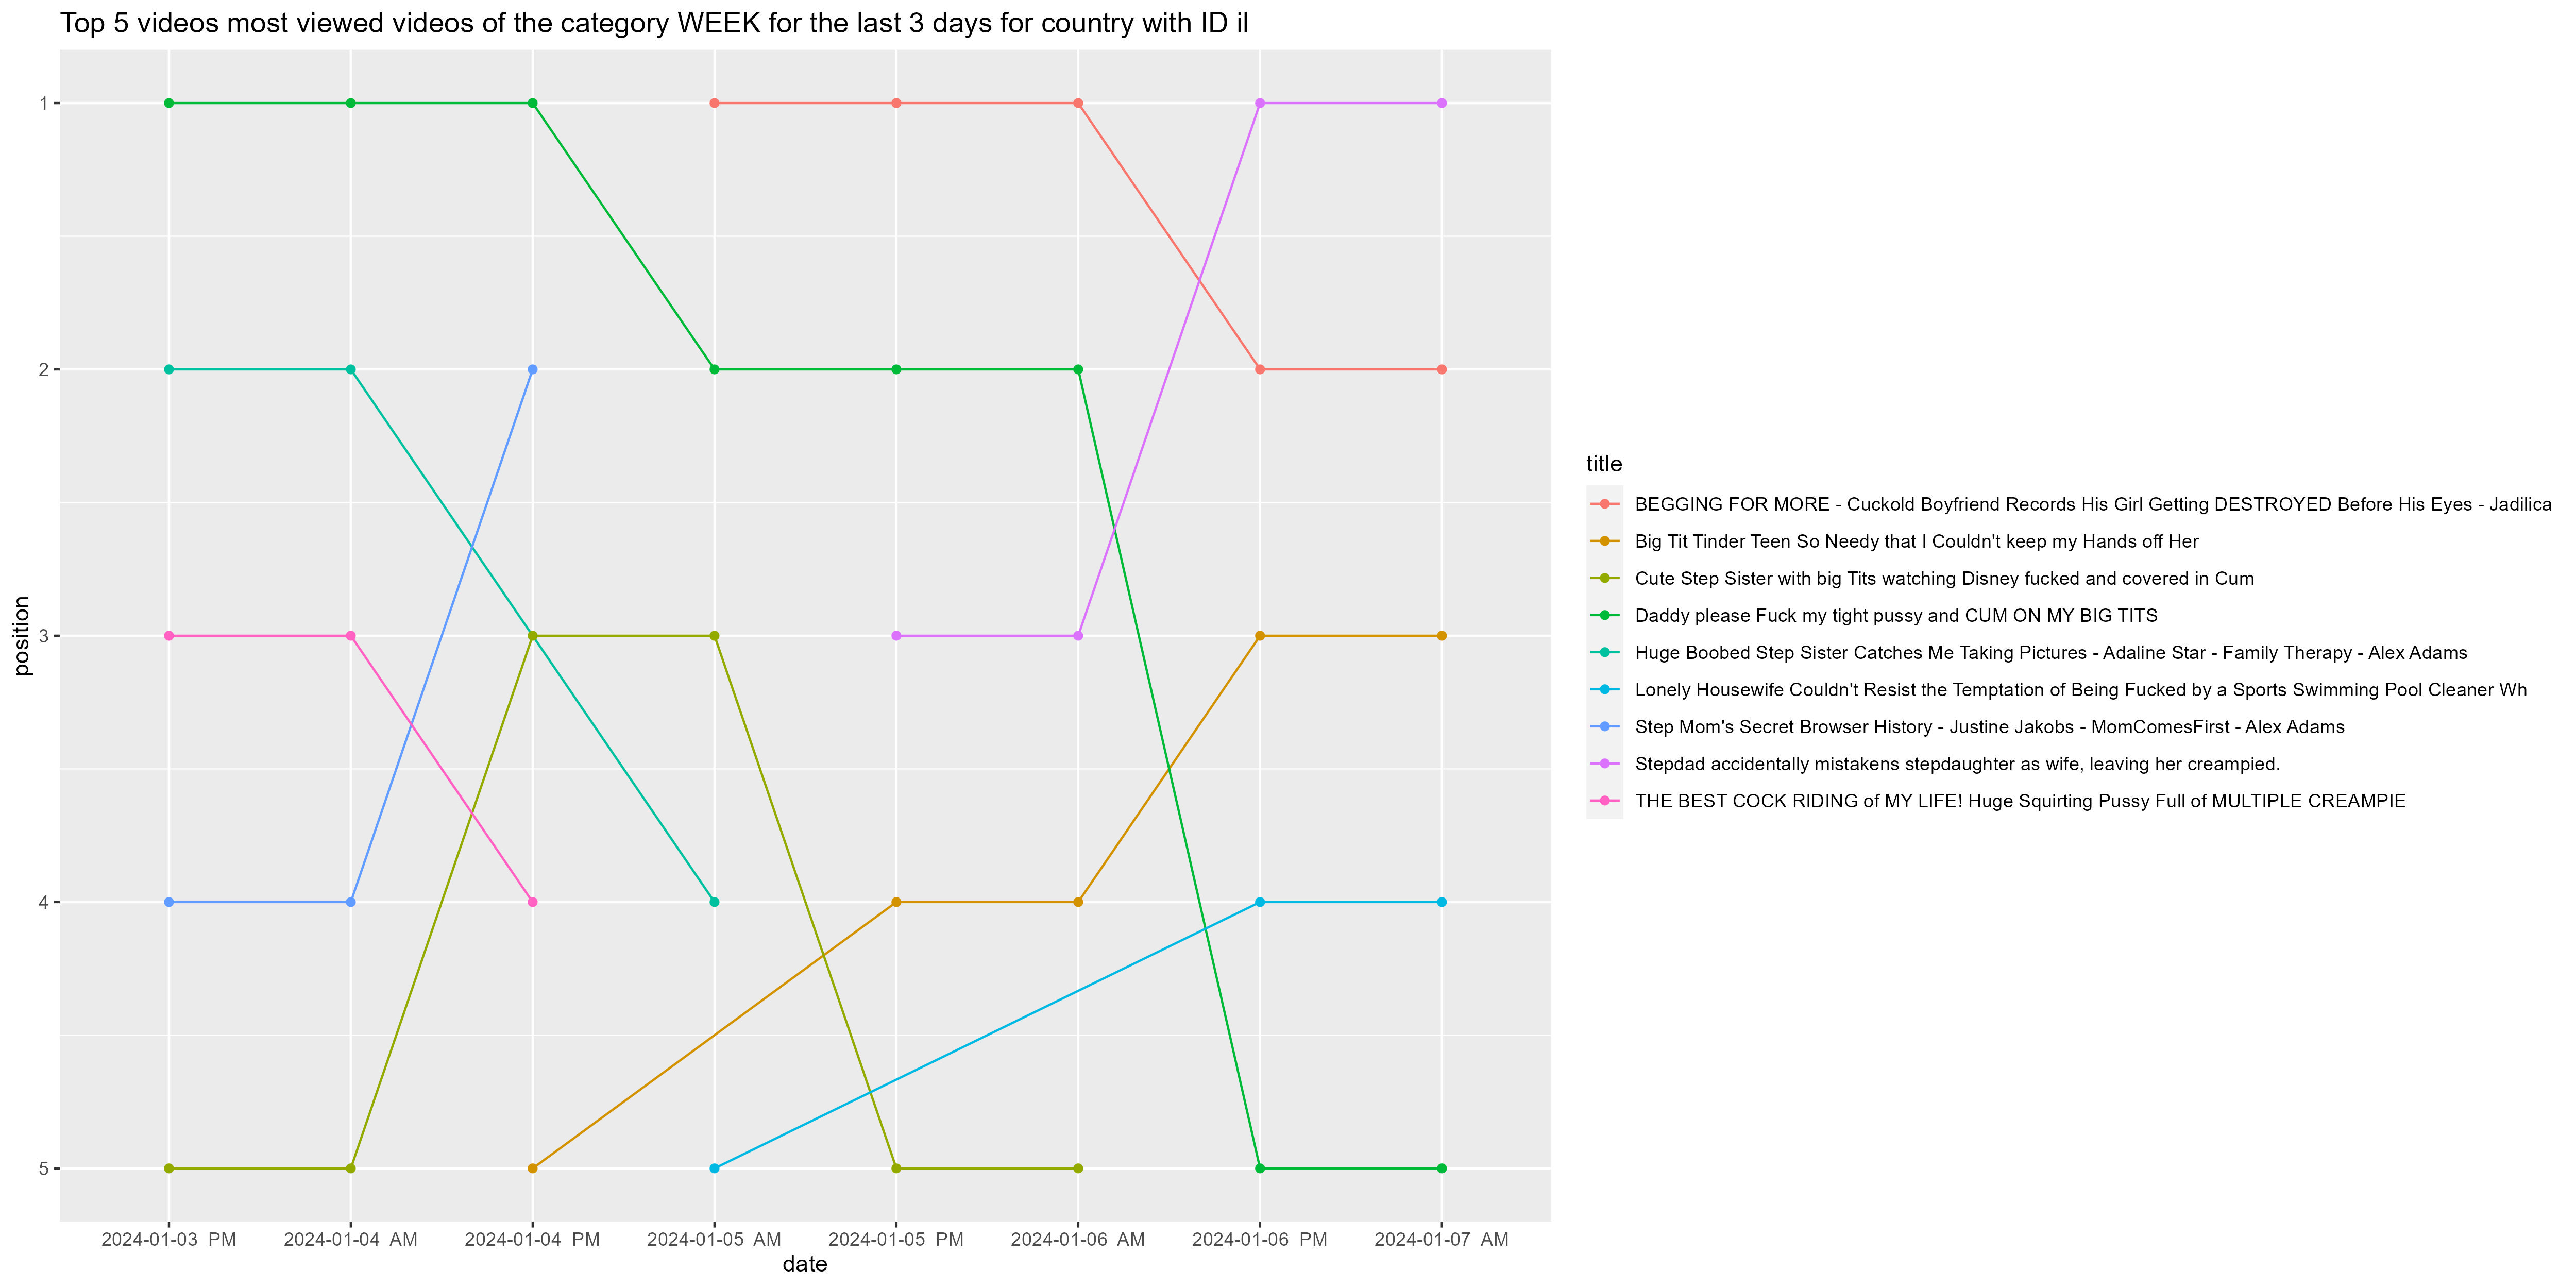 Top 5 videos most viewed videos of the category WEEK for the last 3 days for country with ID il
position
1
2
3
4
5
2024-01-03 PM
2024-01-04 AM
2024-01-04 PM
2024-01-05 AM
2024-01-05 PM
2024-01-06 AM
2024-01-06 PM
2024-01-07 AM
date
title
BEGGING FOR MORE - Cuckold Boyfriend Records His Girl Getting DESTROYED Before His Eyes - Jadilica
Big Tit Tinder Teen So Needy that I Couldn't keep my Hands off Her
Cute Step Sister with big Tits watching Disney fucked and covered in Cum
Daddy please Fuck my tight pussy and CUM ON MY BIG TITS
Huge Boobed Step Sister Catches Me Taking Pictures - Adaline Star - Family Therapy - Alex Adams
Lonely Housewife Couldn't Resist the Temptation of Being Fucked by a Sports Swimming Pool Cleaner Wh
Step Mom's Secret Browser History - Justine Jakobs - MomComesFirst - Alex Adams
Stepdad accidentally mistakens stepdaughter as wife, leaving her creampied.
THE BEST COCK RIDING of MY LIFE! Huge Squirting Pussy Full of MULTIPLE CREAMPIE